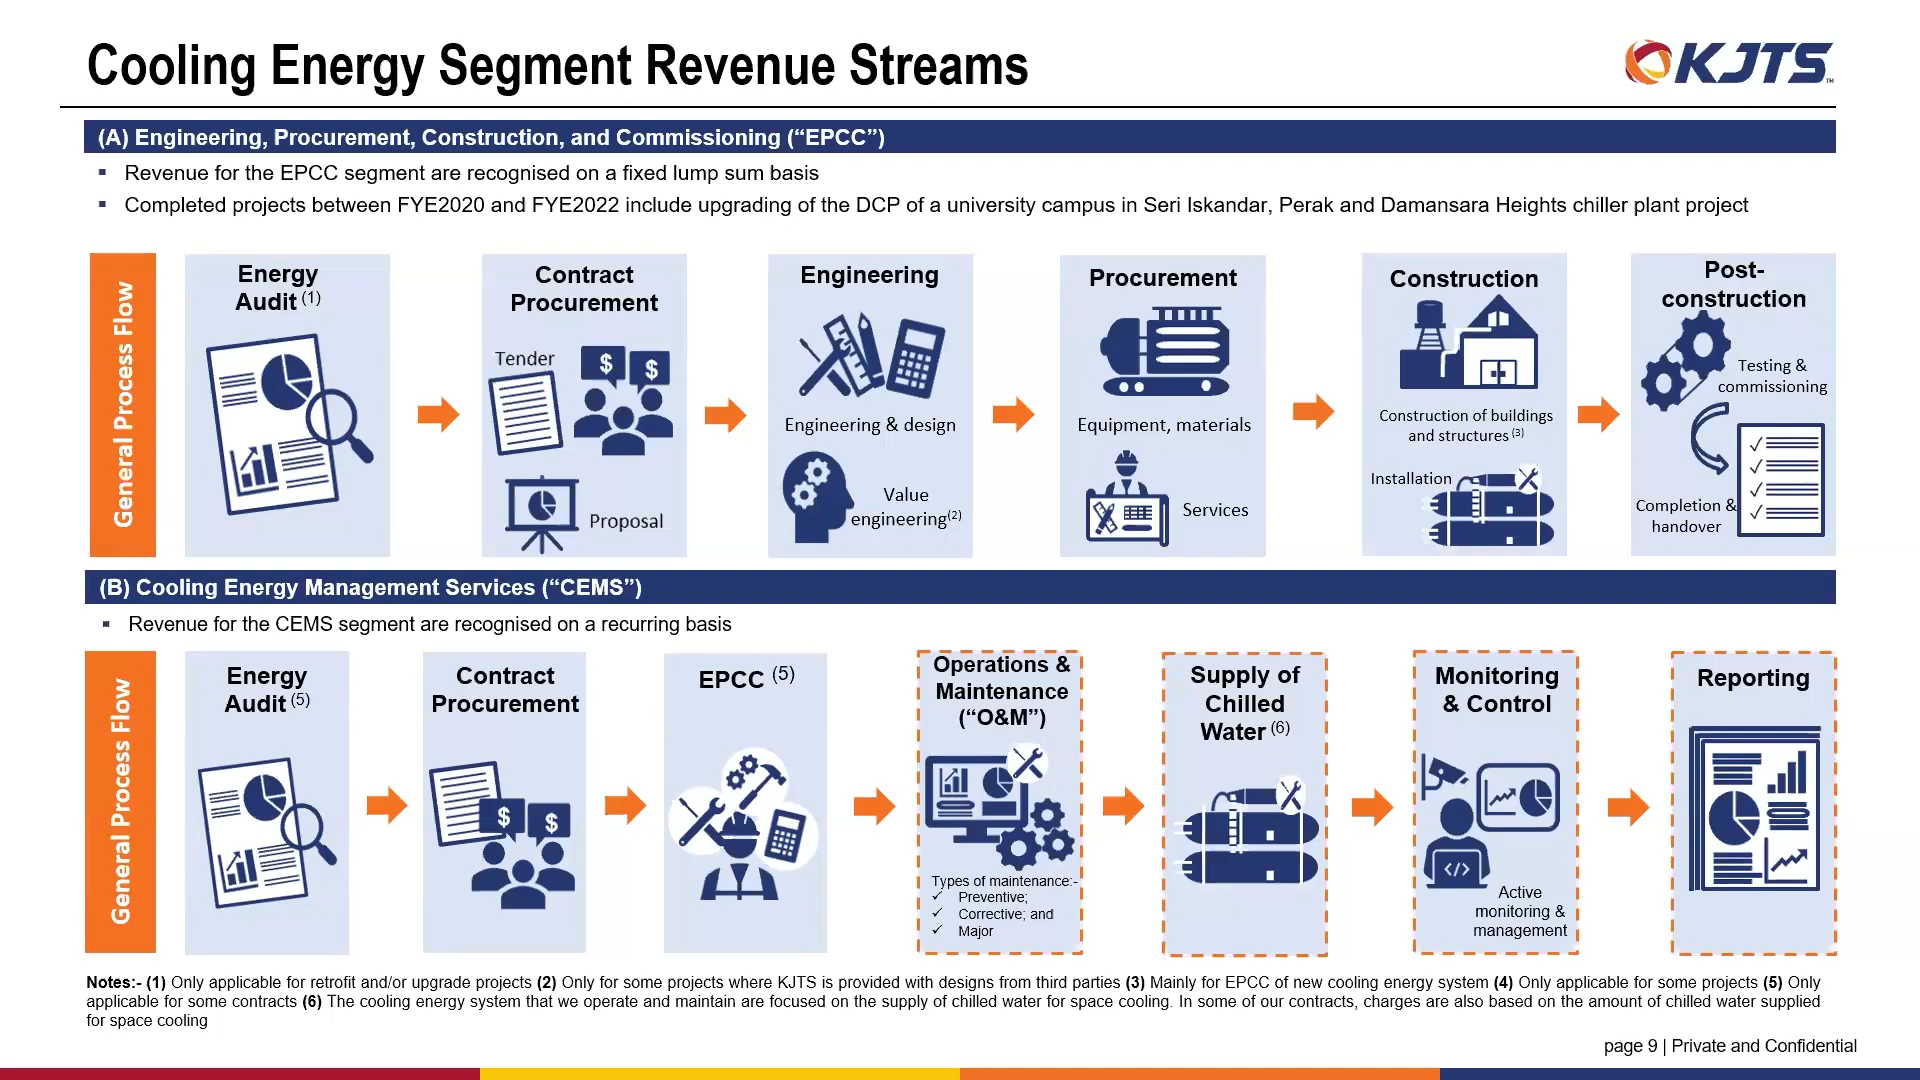 Cooling Energy Segment Revenue Streams
KJTS™
(A) Engineering, Procurement, Construction, and Commissioning (“EPCC”)
▪ Revenue for the EPCC segment are recognised on a fixed lump sum basis
▪ Completed projects between FYE2020 and FYE2022 include upgrading of the DCP of a university campus in Seri Iskandar, Perak and Damansara Heights chiller plant project
General Process Flow
Energy
Audit (1)
Contract
Procurement
Tender
$ $
Proposal
Engineering
Engineering & design
Value
engineering(2)
Procurement
Equipment, materials
Services
Construction
Construction of buildings
and structures (3)
Installation
Post-
construction
Testing &
commissioning
Completion &
handover
(B) Cooling Energy Management Services (“CEMS”)
▪ Revenue for the CEMS segment are recognised on a recurring basis
General Process Flow
Energy
Audit (5)
Contract
Procurement
$ $
EPCC (5)
Operations &
Maintenance
(“O&M”)
Types of maintenance:-
✓ Preventive;
✓ Corrective; and
✓ Major
Supply of
Chilled
Water (6)
Monitoring
& Control
</>
Active
monitoring &
management
Reporting
Notes:- (1) Only applicable for retrofit and/or upgrade projects (2) Only for some projects where KJTS is provided with designs from third parties (3) Mainly for EPCC of new cooling energy system (4) Only applicable for some projects (5) Only
applicable for some contracts (6) The cooling energy system that we operate and maintain are focused on the supply of chilled water for space cooling. In some of our contracts, charges are also based on the amount of chilled water supplied
for space cooling
page 9 | Private and Confidential